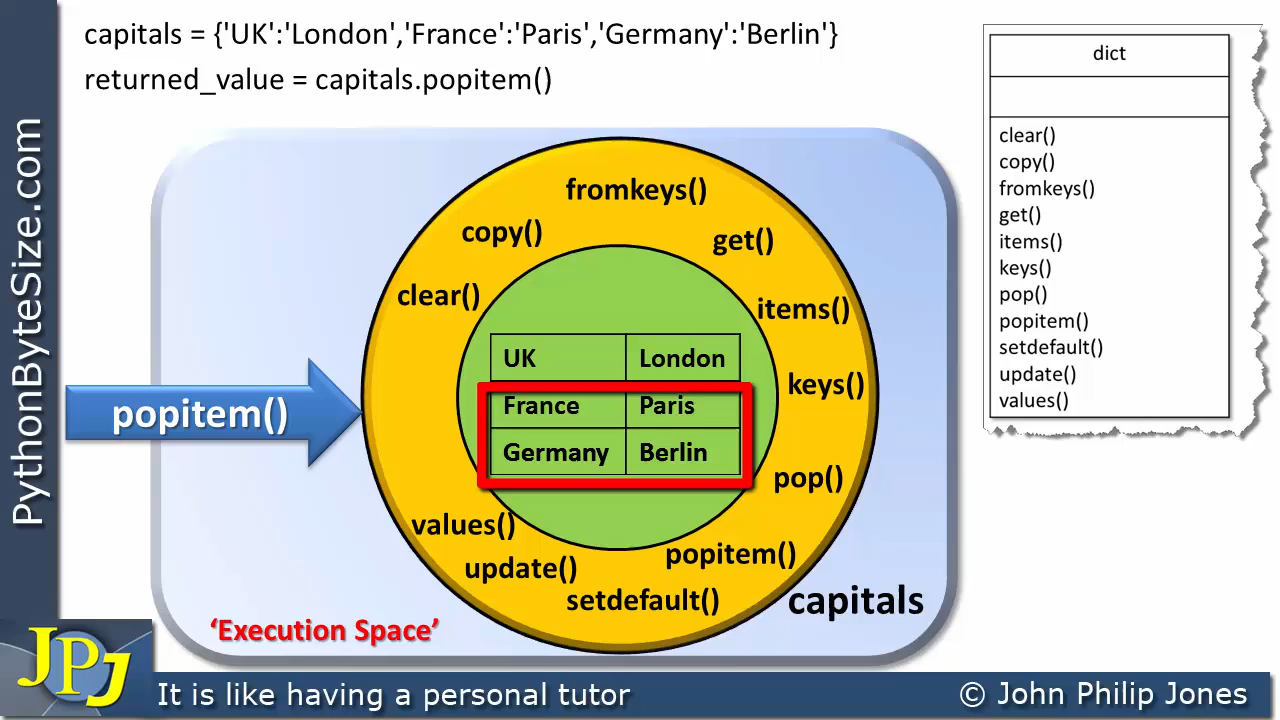 capitals = {'UK':'London','France':'Paris','Germany':'Berlin'}
returned_value = capitals.popitem()
dict
clear()
copy()
fromkeys()
get()
items()
keys()
pop()
popitem()
setdefault()
update()
values()
PythonByteSize.com
fromkeys()
copy()
get()
clear()
items()
keys()
pop()
popitem()
setdefault()
update()
values()
UK London
France Paris
Germany Berlin
popitem()
capitals
‘Execution Space’
JPJ
It is like having a personal tutor
© John Philip Jones